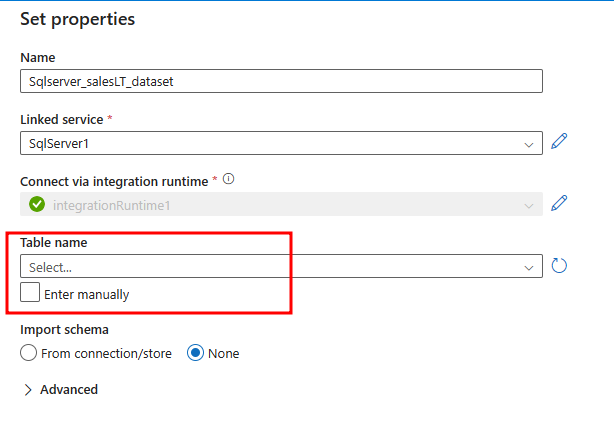 Set properties
Name
Sqlserver_salesLT_dataset
Linked service *
SqlServer1
Connect via integration runtime *
integrationRuntime1
Table name
Select...
Enter manually
Import schema
From connection/store None
Advanced